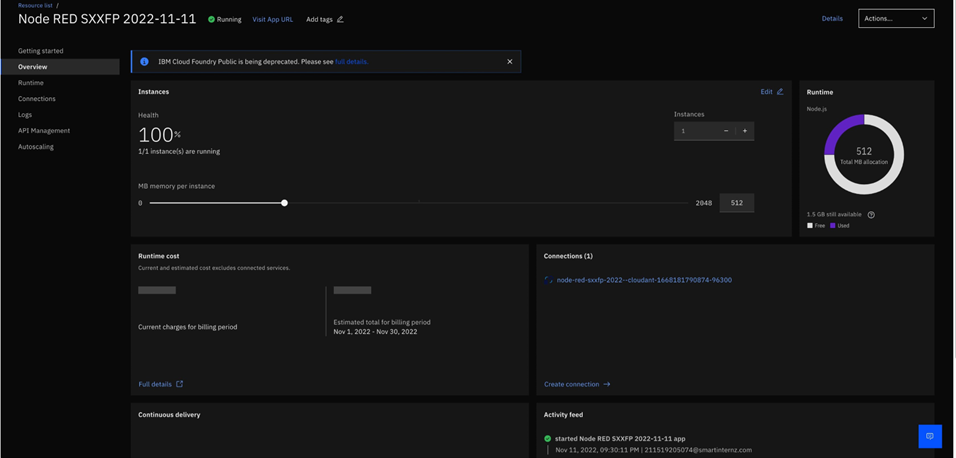 Resource list /
Node RED SXXFP 2022-11-11
Running
Visit App URL
Add tags
Details
Actions...
Getting started
Overview
Runtime
Connections
Logs
API Management
Autoscaling
IBM Cloud Foundry Public is being deprecated. Please see full details.
Instances
Edit
Health
100%
1/1 instance(s) are running
Instances
1
MB memory per instance
0
2048
512
Runtime
Node.js
512
Total MB allocation
1.5 GB still available
Free
Used
Runtime cost
Current and estimated cost excludes connected services.
Current charges for billing period
Estimated total for billing period
Nov 1, 2022 - Nov 30, 2022
Full details
Connections (1)
node-red-sxxfp-2022--cloudant-1668181790874-96300
Create connection
Continuous delivery
Activity feed
started Node RED SXXFP 2022-11-11 app
Nov 11, 2022, 09:30:11 PM | 211519205074@smartinternz.com